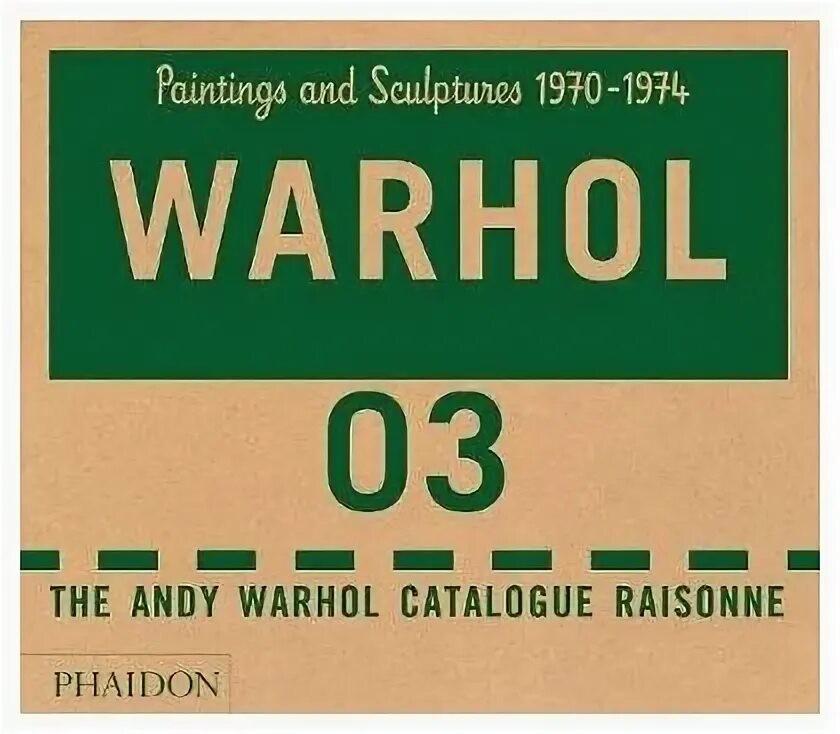 Paintings and Sculptures 1970-1974
WARHOL
03
THE ANDY WARHOL CATALOGUE RAISONNE
PHAIDON